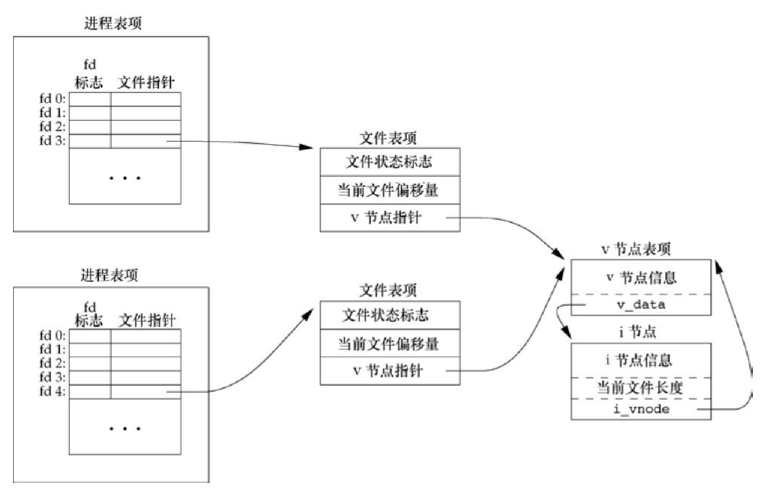 进程表项
fd
标志 文件指针
fd 0:
fd 1:
fd 2:
fd 3:
...
文件表项
文件状态标志
当前文件偏移量
v 节点指针
进程表项
fd
标志 文件指针
fd 0:
fd 1:
fd 2:
fd 3:
fd 4:
...
文件表项
文件状态标志
当前文件偏移量
v 节点指针
v 节点表项
v 节点信息
v_data
i 节点
i 节点信息
当前文件长度
i_vnode